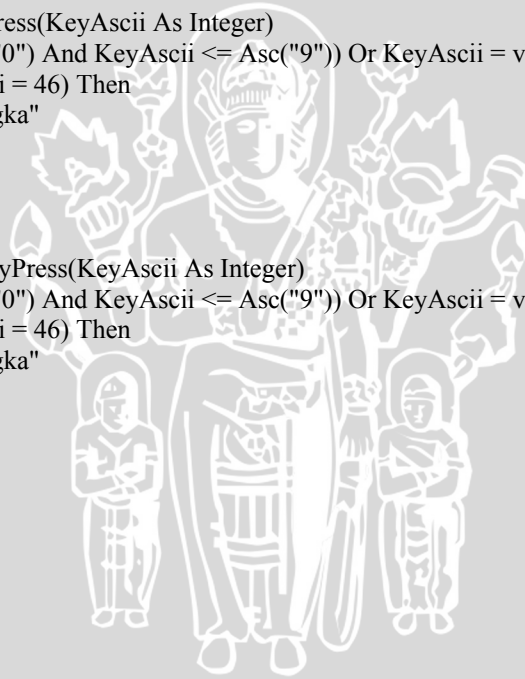 ress(KeyAscii As Integer)
"0") And KeyAscii <= Asc("9")) Or KeyAscii = v
i = 46) Then
gka"
yPress(KeyAscii As Integer)
"0") And KeyAscii <= Asc("9")) Or KeyAscii = v
i = 46) Then
gka"